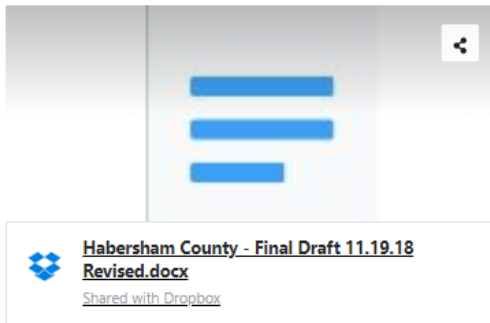 Habersham County - Final Draft 11.19.18
Revised.docx
Shared with Dropbox